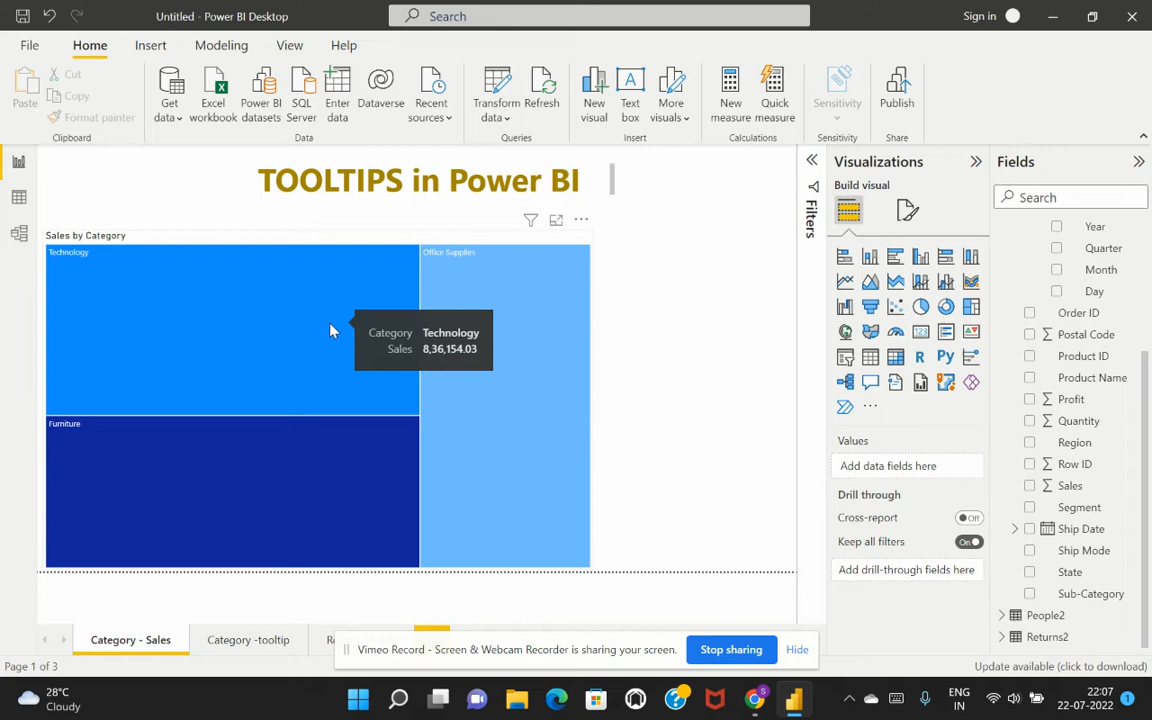 Untitled - Power BI Desktop
Search
Sign in
File
Home
Insert
Modeling
View
Help
Paste
Cut
Copy
Format painter
Clipboard
Get data
Excel workbook
Power BI datasets
SQL Server
Enter data
Dataverse
Recent sources
Data
Transform data
Refresh
Queries
New visual
Text box
More visuals
Insert
New measure
Quick measure
Calculations
Sensitivity
Sensitivity
Publish
Share
TOOLTIPS in Power BI
Sales by Category
Technology
Office Supplies
Category Technology
Sales 8,36,154.03
Furniture
Filters
Visualizations
Build visual
R
Py
123
Values
Add data fields here
Drill through
Cross-report
Off
Keep all filters
On
Add drill-through fields here
Fields
Search
Year
Quarter
Month
Day
Order ID
Postal Code
Product ID
Product Name
Profit
Quantity
Region
Row ID
Sales
Segment
Ship Date
Ship Mode
State
Sub-Category
People2
Returns2
Category - Sales
Category -tooltip
Vimeo Record - Screen & Webcam Recorder is sharing your screen.
Stop sharing
Hide
Page 1 of 3
Update available (click to download)
28°C
Cloudy
ENG
IN
22:07
22-07-2022
1